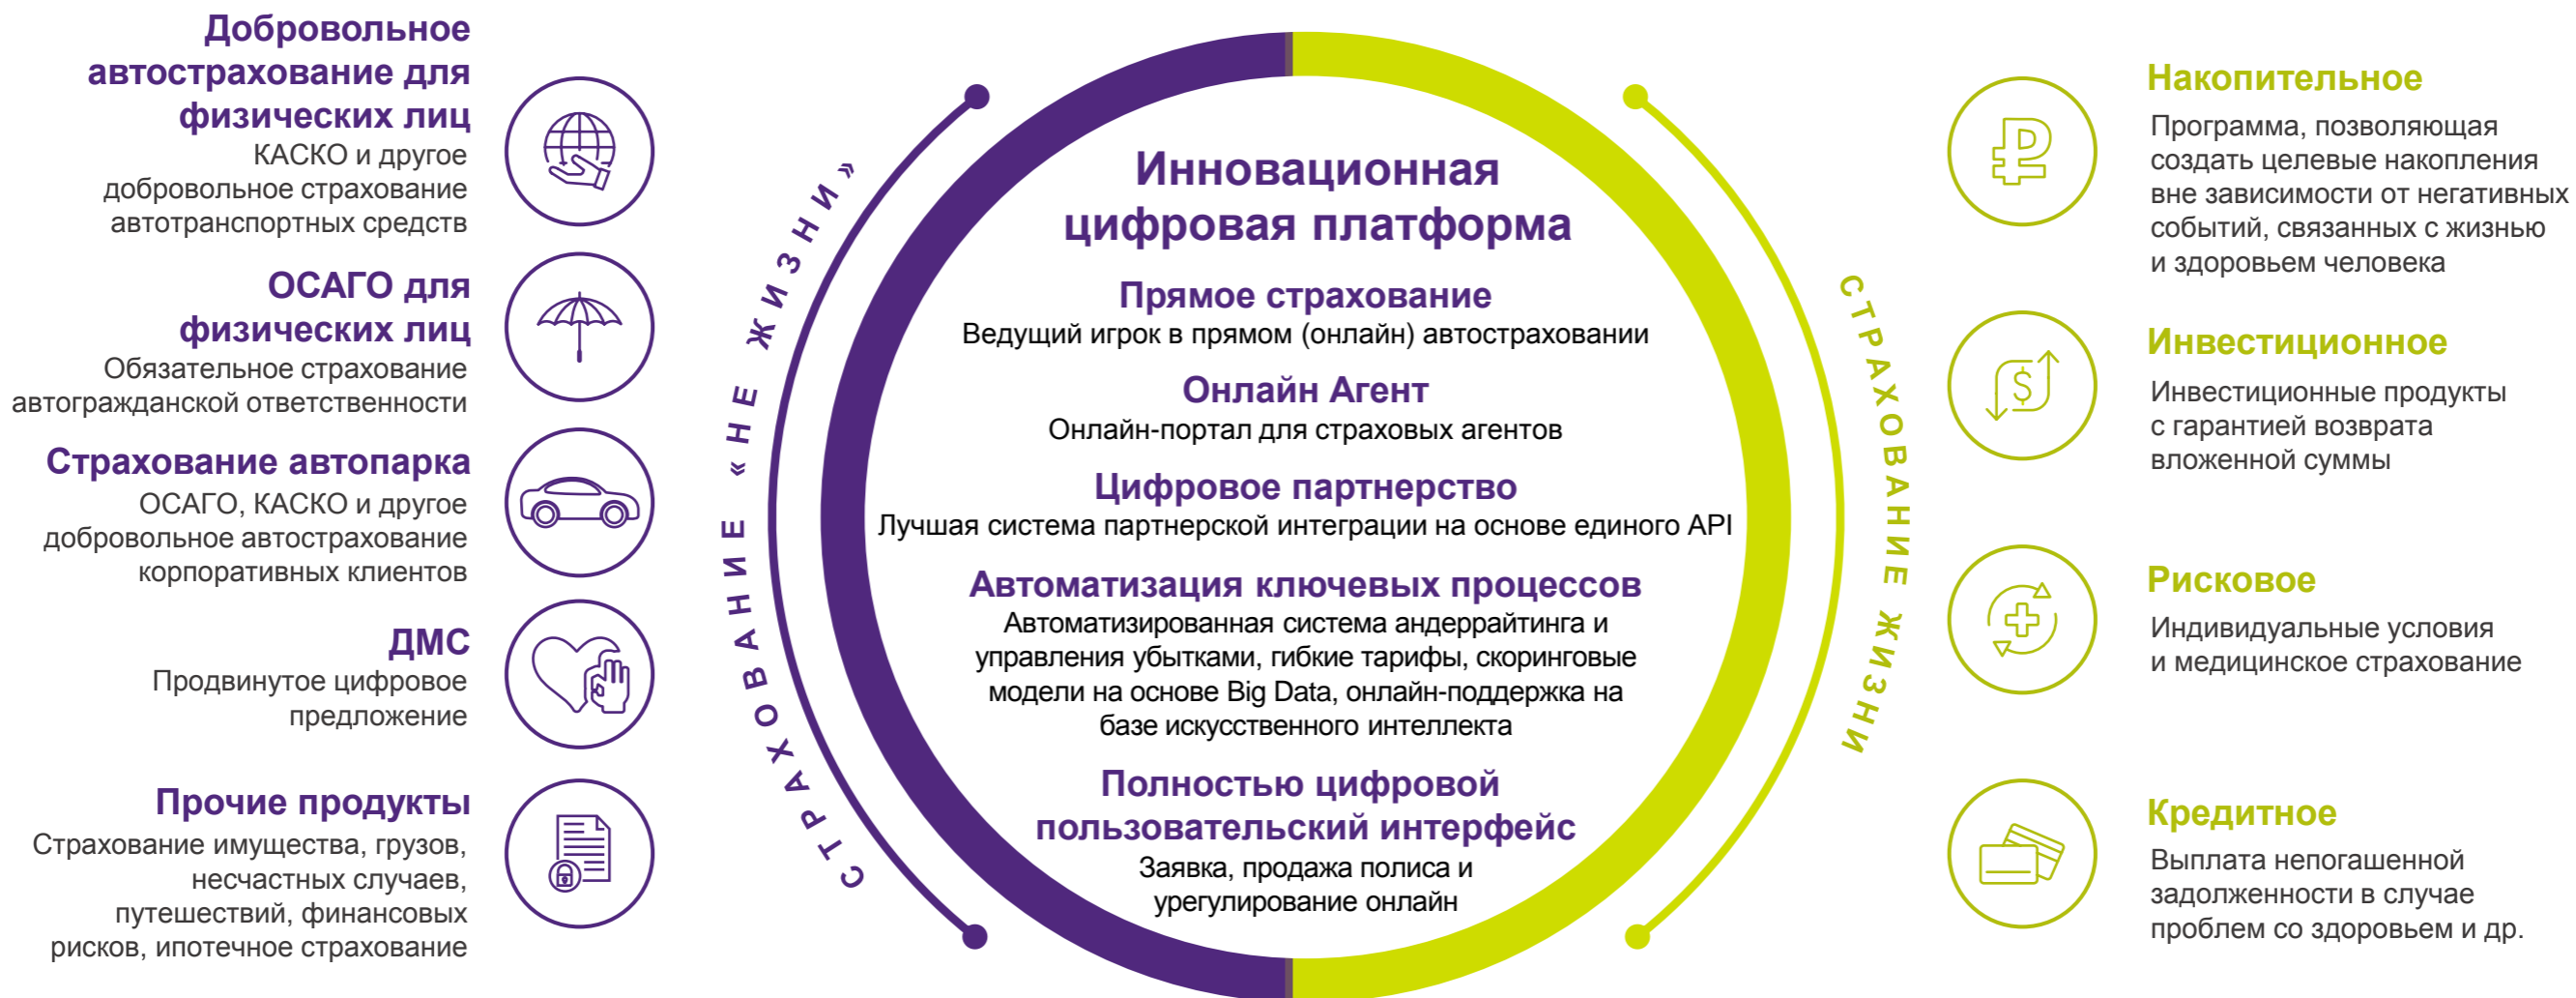 Добровольное
автострахование для
физических лиц
КАСКО и другое
добровольное страхование
автотранспортных средств
ОСАГО для
физических лиц
Обязательное страхование
автогражданской ответственности
Страхование автопарка
ОСАГО, КАСКО и другое
добровольное автострахование
корпоративных клиентов
ДМС
Продвинутое цифровое
предложение
Прочие продукты
Страхование имущества, грузов,
несчастных случаев,
путешествий, финансовых
рисков, ипотечное страхование
СТРАХОВАНИЕ «НЕ ЖИЗНИ»
Инновационная
цифровая платформа
Прямое страхование
Ведущий игрок в прямом (онлайн) автостраховании
Онлайн Агент
Онлайн-портал для страховых агентов
Цифровое партнерство
Лучшая система партнерской интеграции на основе единого API
Автоматизация ключевых процессов
Автоматизированная система андеррайтинга и
управления убытками, гибкие тарифы, скоринговые
модели на основе Big Data, онлайн-поддержка на
базе искусственного интеллекта
Полностью цифровой
пользовательский интерфейс
Заявка, продажа полиса и
урегулирование онлайн
СТРАХОВАНИЕ ЖИЗНИ
Накопительное
Программа, позволяющая
создать целевые накопления
вне зависимости от негативных
событий, связанных с жизнью
и здоровьем человека
Инвестиционное
Инвестиционные продукты
с гарантией возврата
вложенной суммы
Рисковое
Индивидуальные условия
и медицинское страхование
Кредитное
Выплата непогашенной
задолженности в случае
проблем со здоровьем и др.